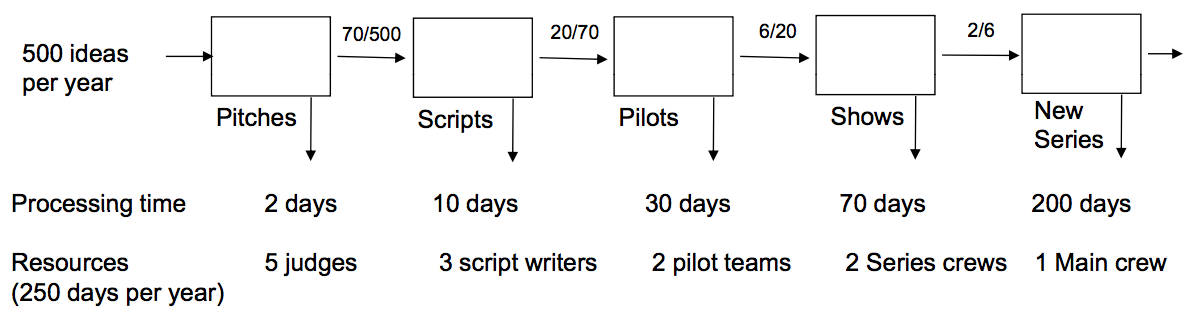 70/500
20/70
6/20
2/6
500 ideas
per year
Pitches
Scripts
Pilots
Shows
New
Series
Processing time 2 days 10 days 30 days 70 days 200 days
Resources 5 judges 3 script writers 2 pilot teams 2 Series crews 1 Main crew
(250 days per year)